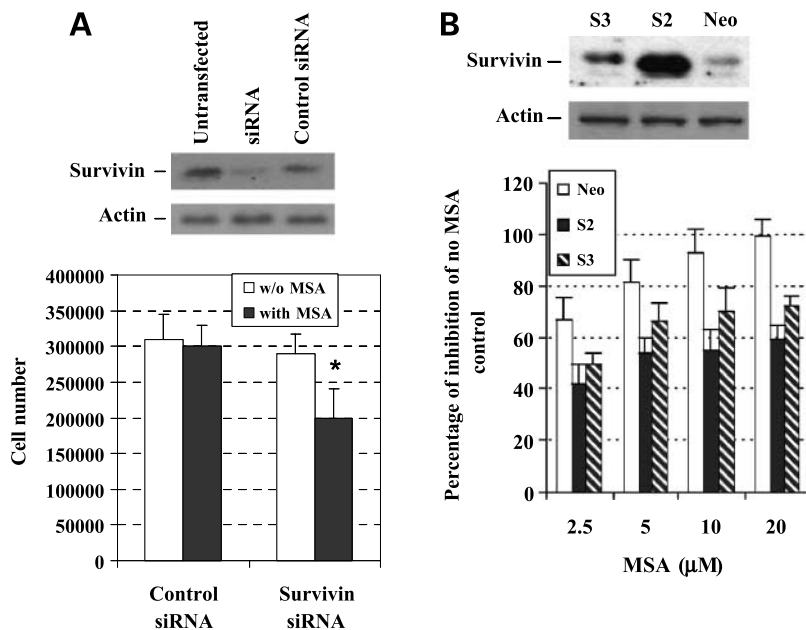 A
Untransfected
siRNA
Control siRNA
Survivin –
Actin –
400000
350000
300000
250000
200000
150000
100000
50000
0
Cell number
w/o MSA
with MSA
*
Control
siRNA
Survivin
siRNA
B
S3 S2 Neo
Survivin –
Actin –
120
100
80
60
40
20
0
Percentage of inhibition of no MSA
control
Neo
S2
S3
2.5 5 10 20
MSA (μM)